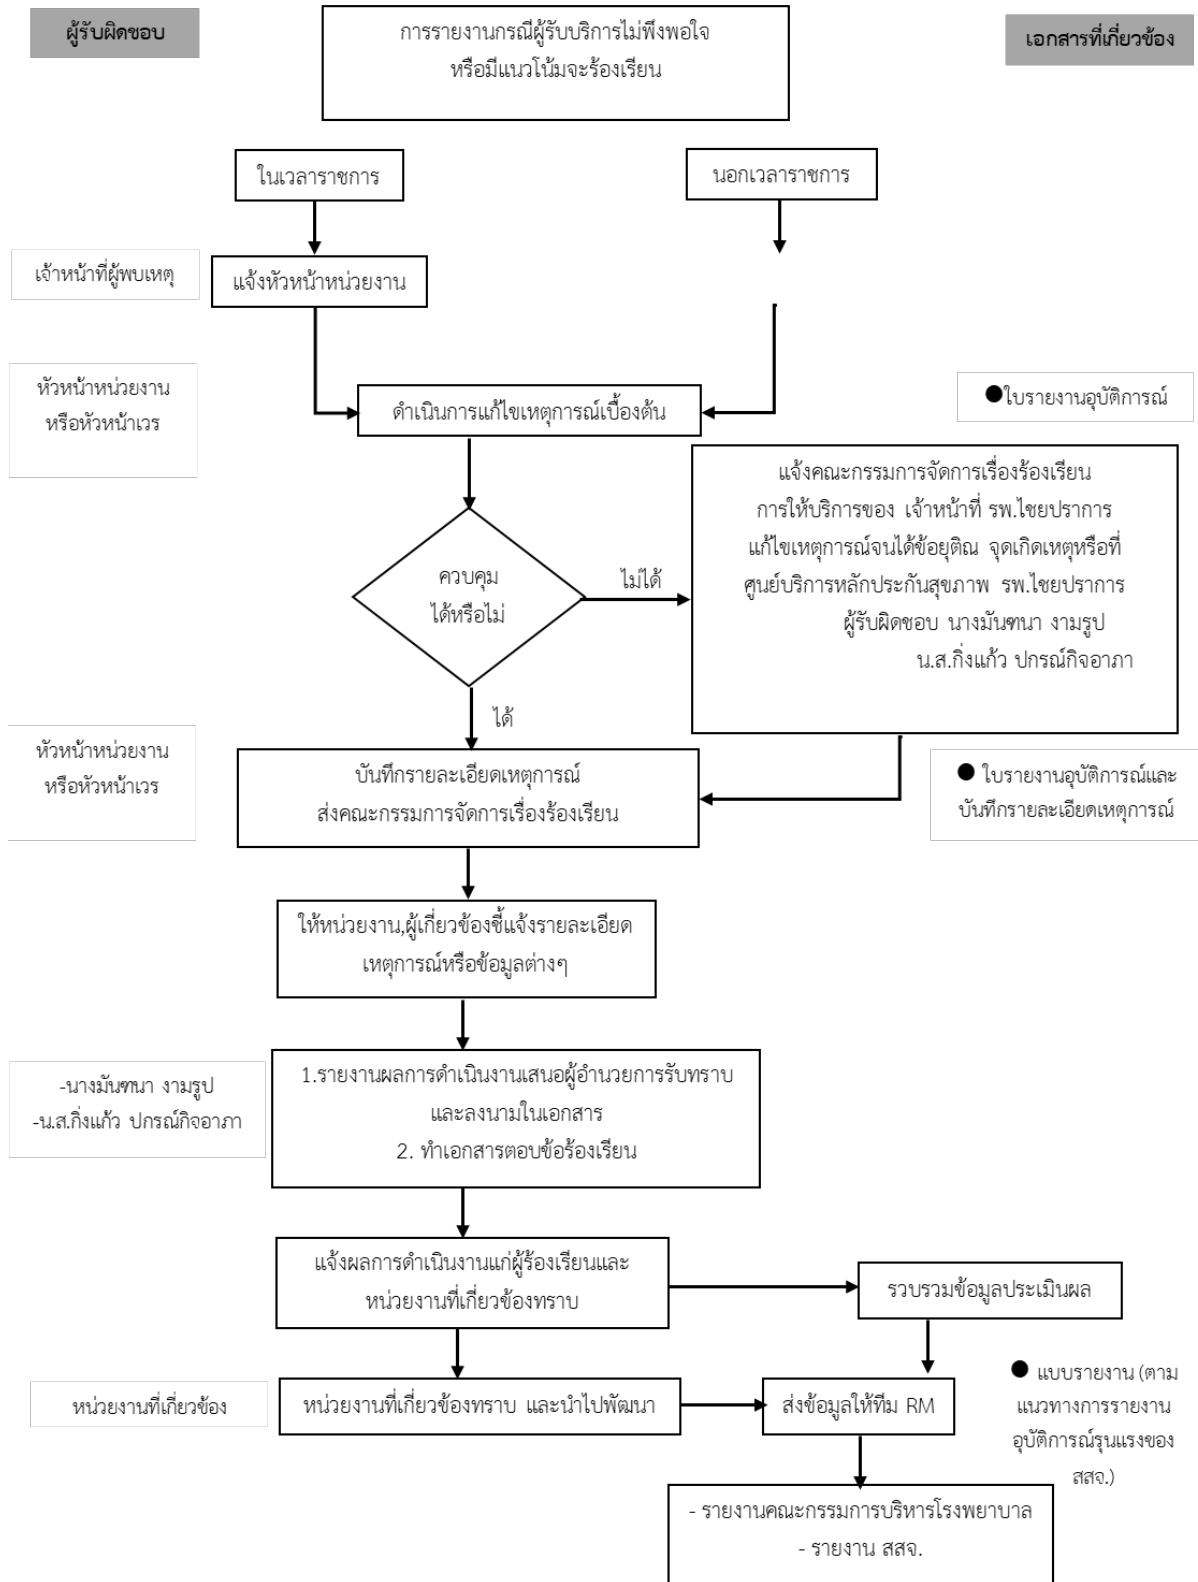 ผู้รับผิดชอบ
การรายงานกรณีผู้รับบริการไม่พึงพอใจ
หรือมีแนวโน้มจะร้องเรียน
เอกสารที่เกี่ยวข้อง
ในเวลาราชการ
นอกเวลาราชการ
เจ้าหน้าที่ผู้พบเหตุ
แจ้งหัวหน้าหน่วยงาน
หัวหน้าหน่วยงาน
หรือหัวหน้าเวร
ดำเนินการแก้ไขเหตุการณ์เบื้องต้น
●ใบรายงานอุบัติการณ์
ควบคุม
ได้หรือไม่
ไม่ได้
แจ้งคณะกรรมการจัดการเรื่องร้องเรียน
การให้บริการของ เจ้าหน้าที่ รพ.ไชยปราการ
แก้ไขเหตุการณ์จนได้ข้อยุติณ จุดเกิดเหตุหรือที่
ศูนย์บริการหลักประกันสุขภาพ รพ.ไชยปราการ
ผู้รับผิดชอบ นางมันฑนา งามรูป
น.ส.กิ่งแก้ว ปกรณ์กิจอาภา
ได้
หัวหน้าหน่วยงาน
หรือหัวหน้าเวร
บันทึกรายละเอียดเหตุการณ์
ส่งคณะกรรมการจัดการเรื่องร้องเรียน
● ใบรายงานอุบัติการณ์และ
บันทึกรายละเอียดเหตุการณ์
ให้หน่วยงาน,ผู้เกี่ยวข้องชี้แจงรายละเอียด
เหตุการณ์หรือข้อมูลต่างๆ
-นางมันฑนา งามรูป
-น.ส.กิ่งแก้ว ปกรณ์กิจอาภา
1.รายงานผลการดำเนินงานเสนอผู้อำนวยการรับทราบ
และลงนามในเอกสาร
2. ทำเอกสารตอบข้อร้องเรียน
แจ้งผลการดำเนินงานแก่ผู้ร้องเรียนและ
หน่วยงานที่เกี่ยวข้องทราบ
รวบรวมข้อมูลประเมินผล
หน่วยงานที่เกี่ยวข้อง
หน่วยงานที่เกี่ยวข้องทราบ และนำไปพัฒนา
ส่งข้อมูลให้ทีม RM
● แบบรายงาน (ตาม
แนวทางการรายงาน
อุบัติการณ์รุนแรงของ
สสจ.)
- รายงานคณะกรรมการบริหารโรงพยาบาล
- รายงาน สสจ.